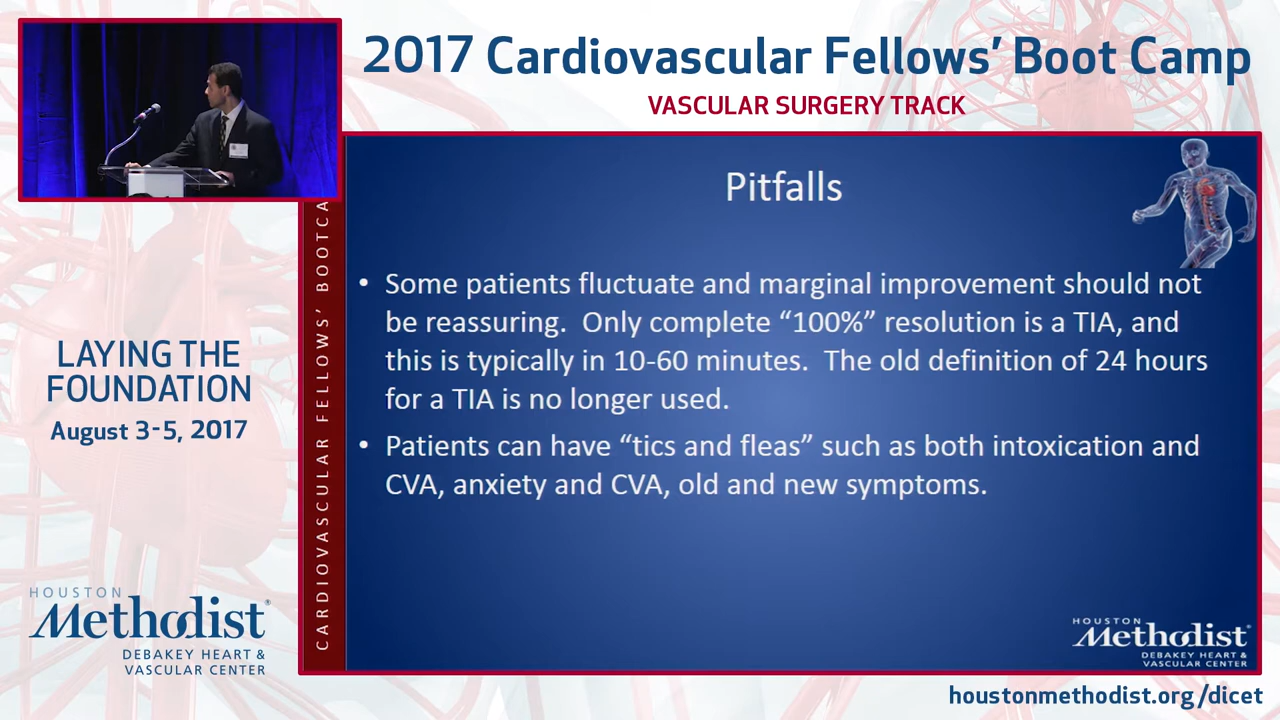 2017 Cardiovascular Fellows’ Boot Camp
VASCULAR SURGERY TRACK
LAYING THE
FOUNDATION
August 3-5, 2017
HOUSTON
Methodist®
DEBAKEY HEART &
VASCULAR CENTER
CARDIOVASCULAR FELLOWS’ BOOTCA
Pitfalls
• Some patients fluctuate and marginal improvement should not
be reassuring. Only complete “100%” resolution is a TIA, and
this is typically in 10-60 minutes. The old definition of 24 hours
for a TIA is no longer used.
• Patients can have “tics and fleas” such as both intoxication and
CVA, anxiety and CVA, old and new symptoms.
HOUSTON
Methodist®
DEBAKEY HEART &
VASCULAR CENTER
houstonmethodist.org/dicet